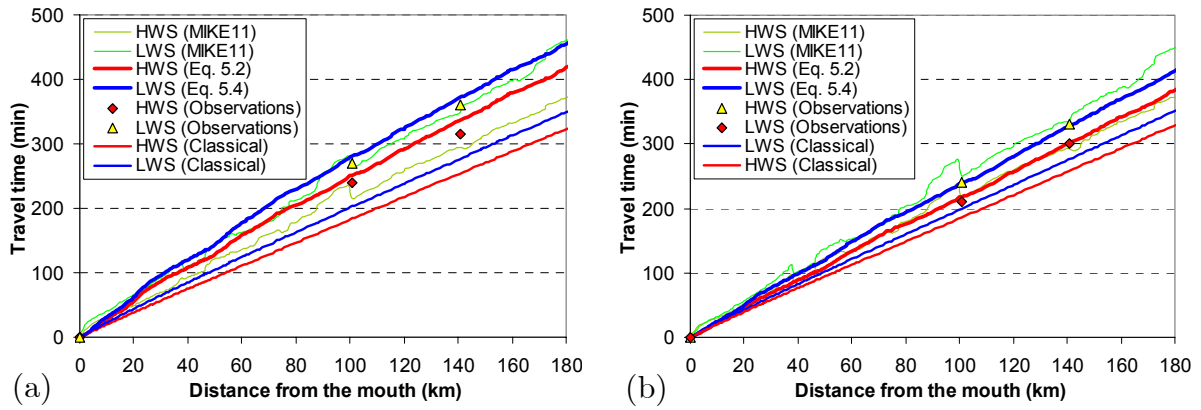 500
400
300
200
100
0
Travel time (min)
HWS (MIKE11)
LWS (MIKE11)
HWS (Eq. 5.2)
LWS (Eq. 5.4)
HWS (Observations)
LWS (Observations)
HWS (Classical)
LWS (Classical)
0 20 40 60 80 100 120 140 160 180
Distance from the mouth (km)
(a)
500
400
300
200
100
0
Travel time (min)
HWS (MIKE11)
LWS (MIKE11)
HWS (Eq. 5.2)
LWS (Eq. 5.4)
HWS (Observations)
LWS (Observations)
LWS (Classical)
HWS (Classical)
0 20 40 60 80 100 120 140 160 180
Distance from the mouth (km)
(b)